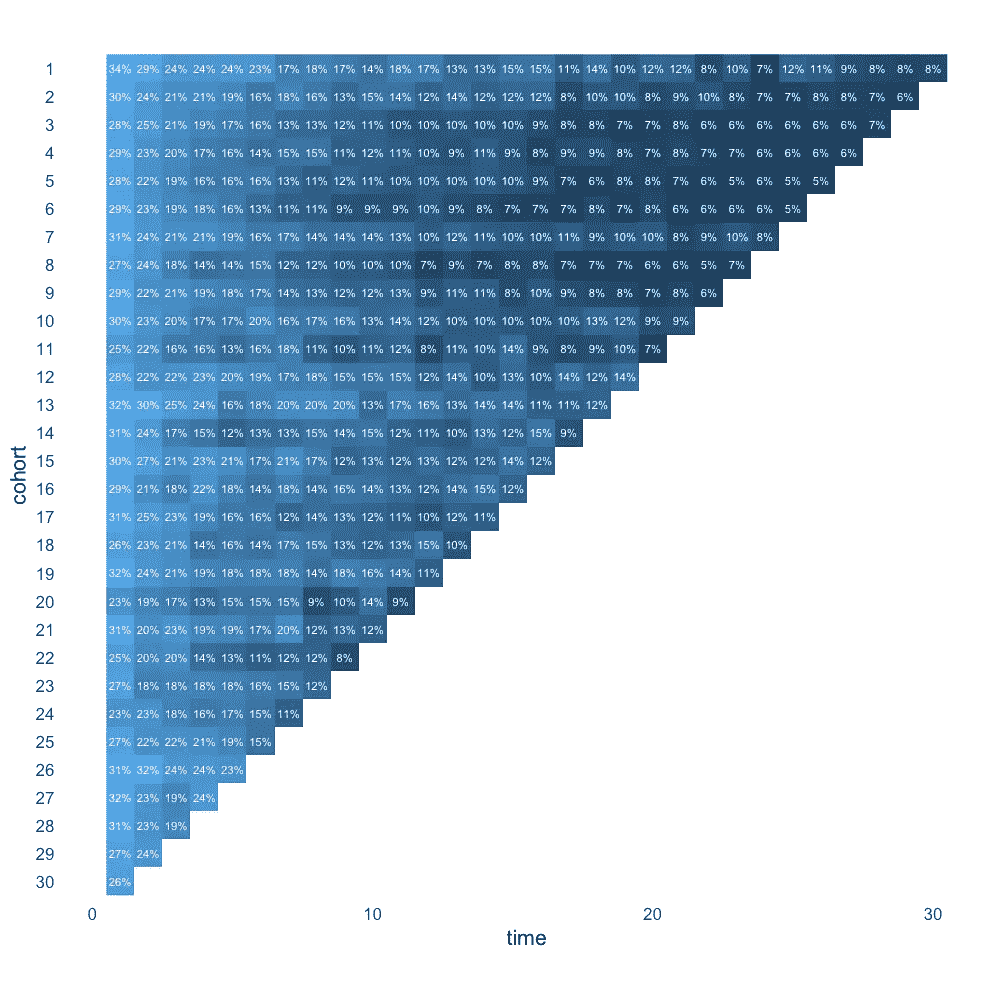 1 34% 29% 24% 24% 24% 23% 17% 18% 17% 14% 18% 17% 13% 13% 15% 15% 11% 14% 10% 12% 12% 8% 10% 7% 12% 11% 9% 8% 8% 8%
2 30% 24% 21% 21% 19% 16% 18% 16% 13% 15% 14% 12% 14% 12% 12% 12% 8% 10% 10% 8% 9% 10% 8% 7% 7% 8% 8% 7% 6%
3 28% 25% 21% 19% 17% 16% 13% 13% 12% 11% 10% 10% 10% 10% 10% 9% 8% 8% 7% 7% 8% 6% 6% 6% 6% 6% 6% 7%
4 29% 23% 20% 17% 16% 14% 15% 15% 11% 12% 11% 10% 9% 11% 9% 8% 9% 9% 8% 7% 8% 7% 7% 6% 6% 6% 6%
5 28% 22% 19% 16% 16% 16% 13% 11% 12% 11% 10% 10% 10% 10% 10% 9% 7% 6% 8% 8% 7% 6% 5% 6% 5% 5%
6 29% 23% 19% 18% 16% 13% 11% 11% 9% 9% 9% 10% 9% 8% 7% 7% 7% 8% 7% 8% 6% 6% 6% 6% 5%
7 31% 24% 21% 21% 19% 16% 17% 14% 14% 14% 13% 10% 12% 11% 10% 10% 11% 9% 10% 10% 8% 9% 10% 8%
8 27% 24% 18% 14% 14% 15% 12% 12% 10% 10% 10% 7% 9% 7% 8% 8% 7% 7% 7% 6% 6% 5% 7%
9 29% 22% 21% 19% 18% 17% 14% 13% 12% 12% 13% 9% 11% 11% 8% 10% 9% 8% 8% 7% 8% 6%
10 30% 23% 20% 17% 17% 20% 16% 17% 16% 13% 14% 12% 10% 10% 10% 10% 10% 13% 12% 9% 9%
11 25% 22% 16% 16% 13% 16% 18% 11% 10% 11% 12% 8% 11% 10% 14% 9% 8% 9% 10% 7%
12 28% 22% 22% 23% 20% 19% 17% 18% 15% 15% 15% 12% 14% 10% 13% 10% 14% 12% 14%
13 32% 30% 25% 24% 16% 18% 20% 20% 20% 13% 17% 16% 13% 14% 14% 11% 11% 12%
14 31% 24% 17% 15% 12% 13% 13% 15% 14% 15% 12% 11% 10% 13% 12% 15% 9%
15 30% 27% 21% 23% 21% 17% 21% 17% 12% 13% 12% 13% 12% 12% 14% 12%
cohort
16 29% 21% 18% 22% 18% 14% 18% 14% 16% 14% 13% 12% 14% 15% 12%
17 31% 25% 23% 19% 16% 16% 12% 14% 13% 12% 11% 10% 12% 11%
18 26% 23% 21% 14% 16% 14% 17% 15% 13% 12% 13% 15% 10%
19 32% 24% 21% 19% 18% 18% 18% 14% 18% 16% 14% 11%
20 23% 19% 17% 13% 15% 15% 15% 9% 10% 14% 9%
21 31% 20% 23% 19% 19% 17% 20% 12% 13% 12%
22 25% 20% 20% 14% 13% 11% 12% 12% 8%
23 27% 18% 18% 18% 18% 16% 15% 12%
24 23% 23% 18% 16% 17% 15% 11%
25 27% 22% 22% 21% 19% 15%
26 31% 32% 24% 24% 23%
27 32% 23% 19% 24%
28 31% 23% 19%
29 27% 24%
30 26%
0 10 20 30
time